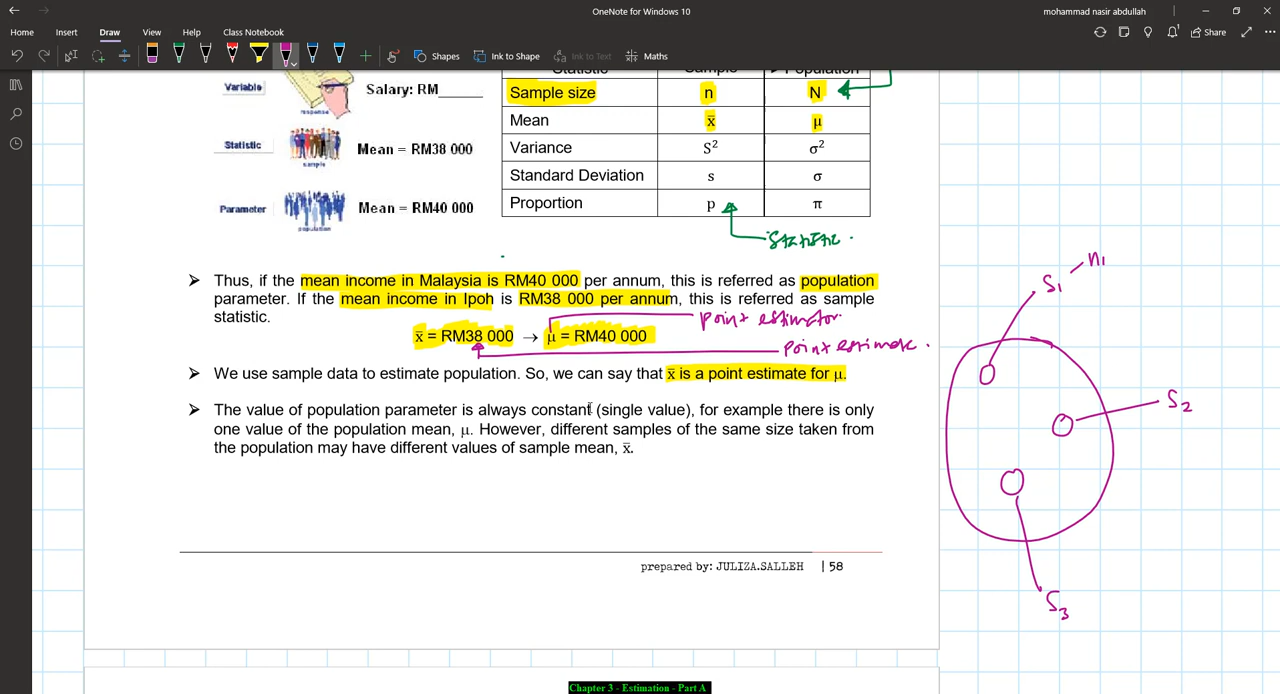 OneNote for Windows 10
mohammad nasir abdullah
Home
Insert
Draw
View
Help
Class Notebook
Share
Shapes
Ink to Shape
Ink to Text
Maths
Statistic
Sample
Population
Variable
Salary: RM______
response
Sample size
n
N
Mean
x̄
μ
Statistic
sample
Mean = RM38 000
Variance
S²
σ²
Standard Deviation
s
σ
Parameter
population
Mean = RM40 000
Proportion
p
π
statistic.
➢ Thus, if the mean income in Malaysia is RM40 000 per annum, this is referred as population
parameter. If the mean income in Ipoh is RM38 000 per annum, this is referred as sample
statistic.
point estimator.
x̄ = RM38 000 → μ = RM40 000
point estimate.
➢ We use sample data to estimate population. So, we can say that x̄ is a point estimate for μ.
➢ The value of population parameter is always constant (single value), for example there is only
one value of the population mean, μ. However, different samples of the same size taken from
the population may have different values of sample mean, x̄.
S1
n1
S2
S3
prepared by: JULIZA.SALLEH | 58
Chapter 3 - Estimation - Part A